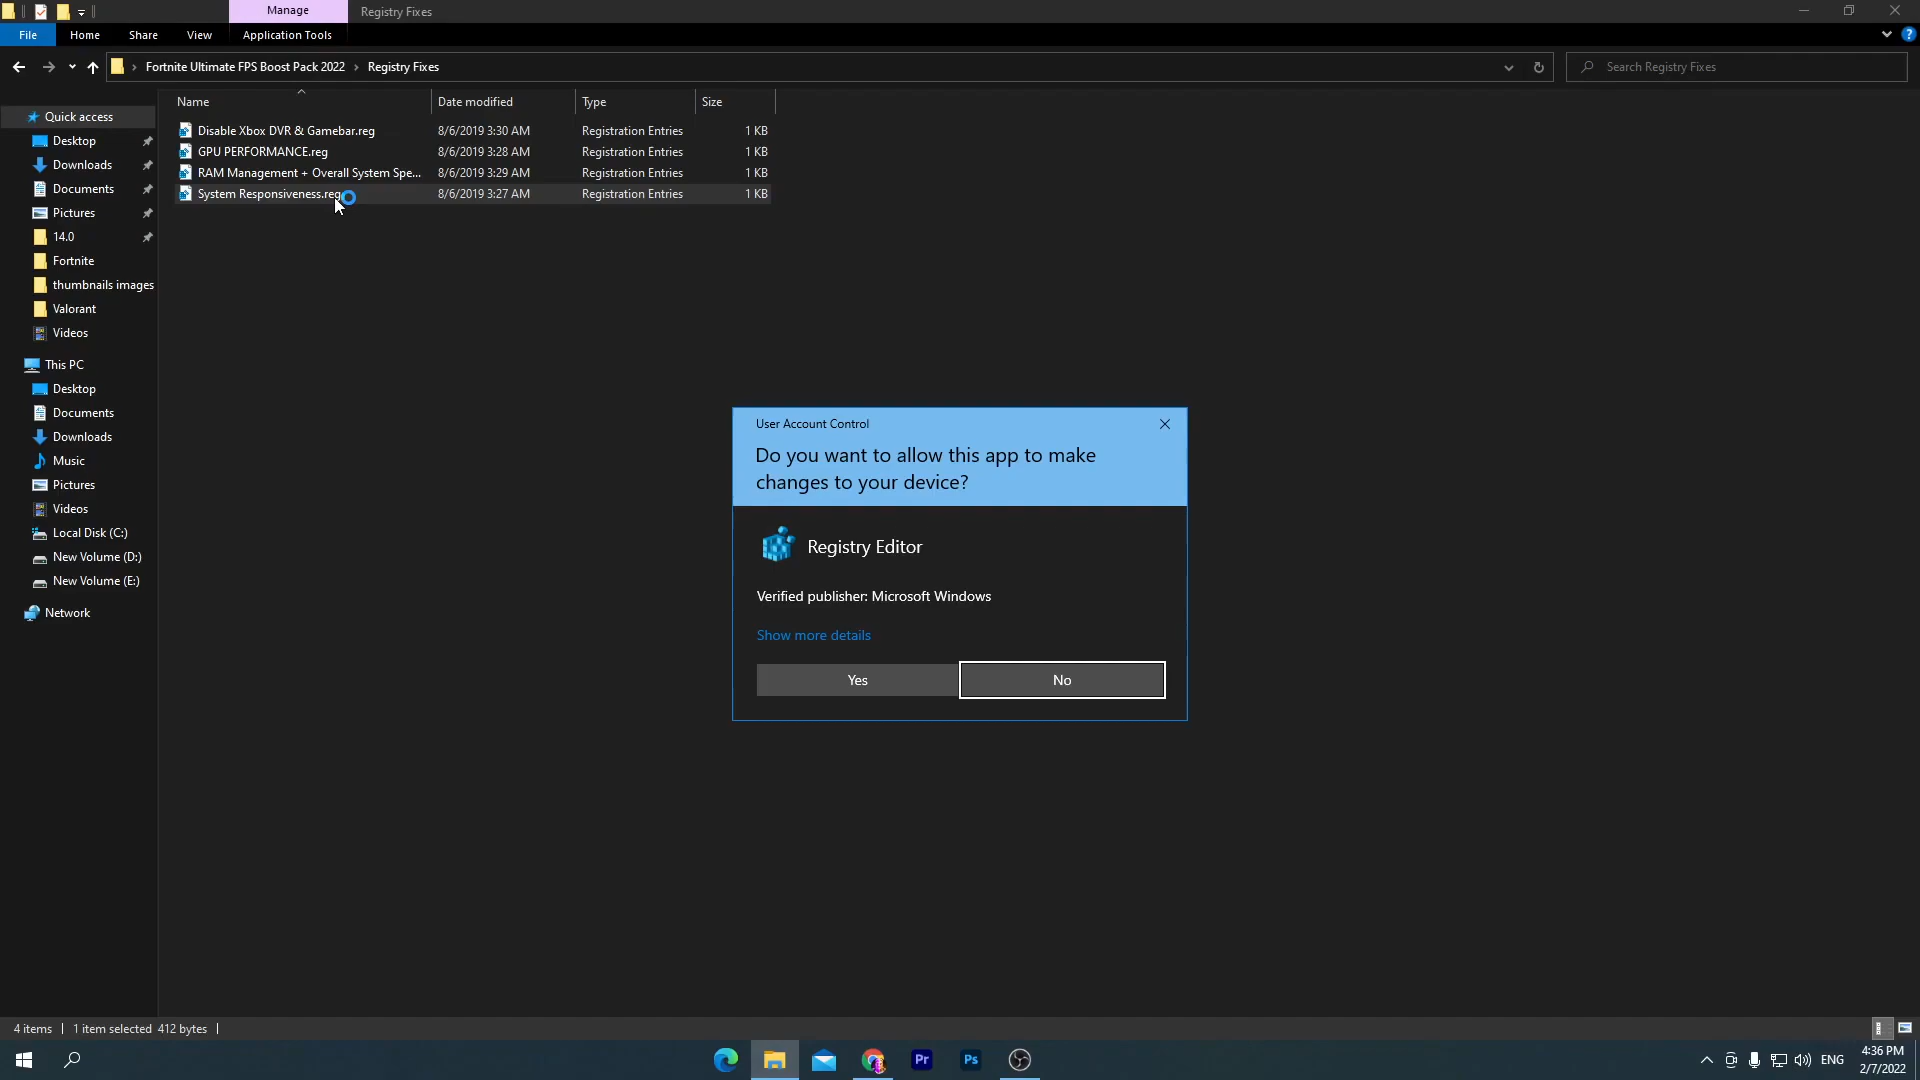 Manage
Registry Fixes
File
Home
Share
View
Application Tools
Fortnite Ultimate FPS Boost Pack 2022
Registry Fixes
Search Registry Fixes
Name
Date modified
Type
Size
Disable Xbox DVR & Gamebar.reg
8/6/2019 3:30 AM
Registration Entries
1 KB
GPU PERFORMANCE.reg
8/6/2019 3:28 AM
Registration Entries
1 KB
RAM Management + Overall System Spe...
8/6/2019 3:29 AM
Registration Entries
1 KB
System Responsiveness.reg
8/6/2019 3:27 AM
Registration Entries
1 KB
Quick access
Desktop
Downloads
Documents
Pictures
14.0
Fortnite
thumbnails images
Valorant
Videos
This PC
Desktop
Documents
Downloads
Music
Pictures
Videos
Local Disk (C:)
New Volume (D:)
New Volume (E:)
Network
User Account Control
Do you want to allow this app to make
changes to your device?
Registry Editor
Verified publisher: Microsoft Windows
Show more details
Yes
No
4 items
1 item selected 412 bytes
Pr
Ps
ENG
4:36 PM
2/7/2022